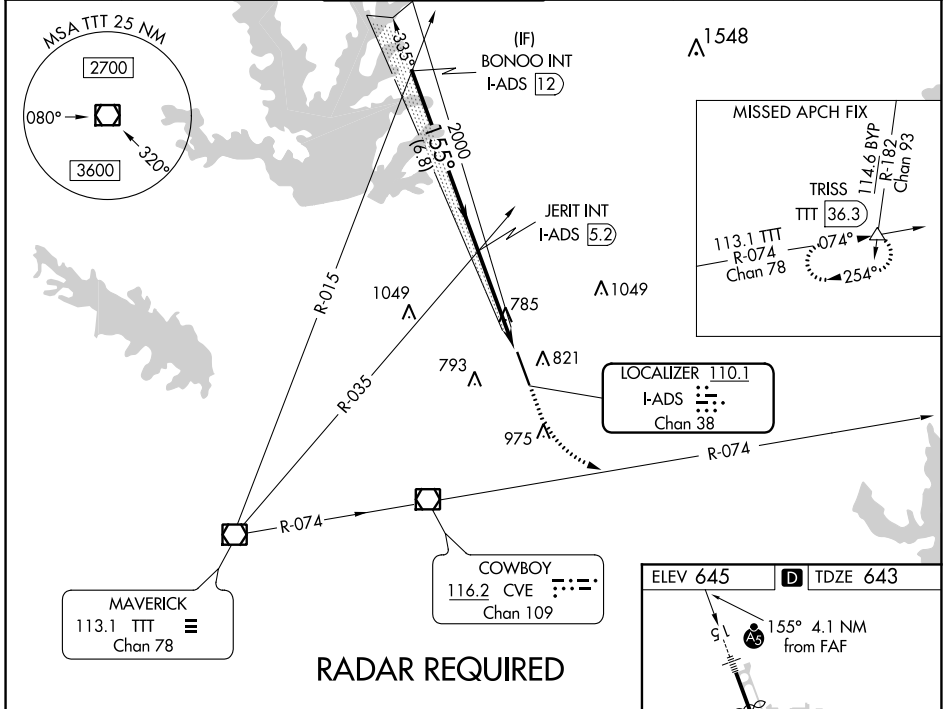 MSA TTT 25 NM
2700
080°
320°
3600
335°
(IF)
BONOO INT
I-ADS 12
1548
155°
2000
(6.8)
JERIT INT
I-ADS 5.2
MISSED APCH FIX
114.6 BYP
R-182
Chan 93
TRISS
TTT 36.3
113.1 TTT
R-074
Chan 78
074°
254°
R-015
1049
785
1049
R-035
793
821
975
LOCALIZER 110.1
I-ADS
Chan 38
R-074
R-074
MAVERICK
113.1 TTT
Chan 78
COWBOY
116.2 CVE
Chan 109
RADAR REQUIRED
ELEV 645
D
TDZE 643
15
A5
155° 4.1 NM
from FAF